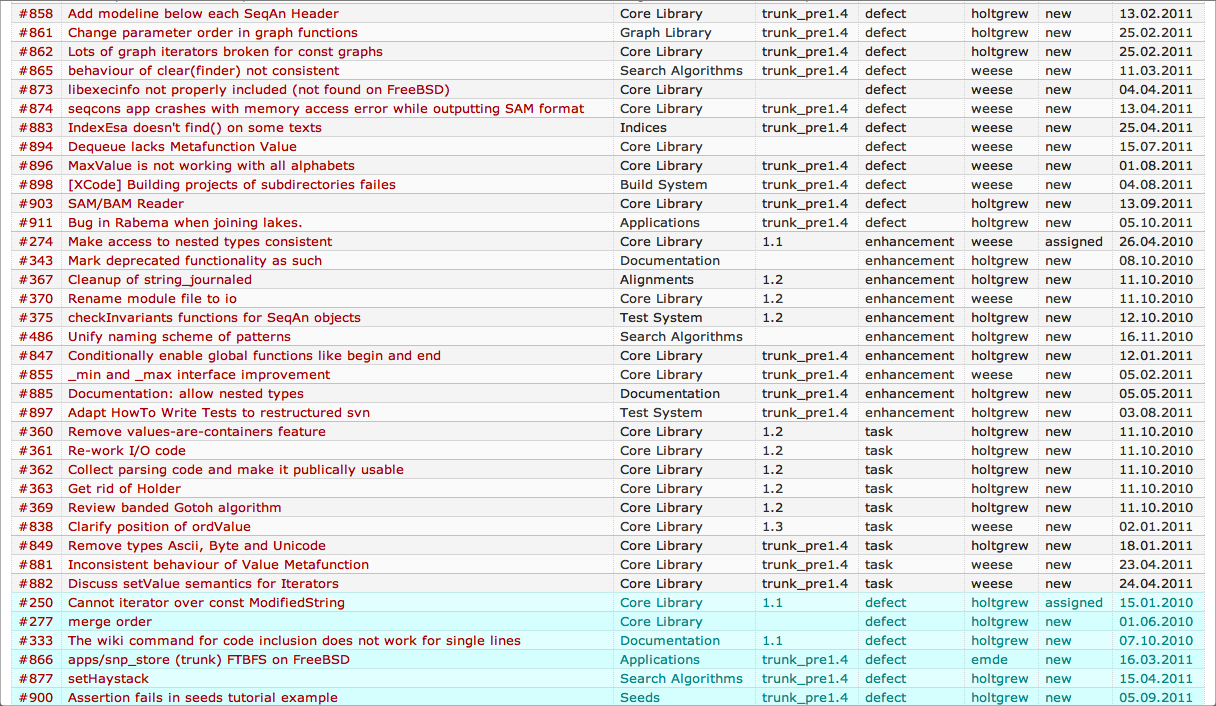 #858 Add modeline below each SeqAn Header Core Library trunk_pre1.4 defect holtgrew new 13.02.2011
#861 Change parameter order in graph functions Graph Library trunk_pre1.4 defect holtgrew new 25.02.2011
#862 Lots of graph iterators broken for const graphs Core Library trunk_pre1.4 defect holtgrew new 25.02.2011
#865 behaviour of clear(finder) not consistent Search Algorithms trunk_pre1.4 defect weese new 11.03.2011
#873 libexecinfo not properly included (not found on FreeBSD) Core Library defect weese new 04.04.2011
#874 seqcons app crashes with memory access error while outputting SAM format Core Library trunk_pre1.4 defect weese new 13.04.2011
#883 IndexEsa doesn't find() on some texts Indices trunk_pre1.4 defect weese new 25.04.2011
#894 Dequeue lacks Metafunction Value Core Library defect weese new 15.07.2011
#896 MaxValue is not working with all alphabets Core Library trunk_pre1.4 defect weese new 01.08.2011
#898 [XCode] Building projects of subdirectories failes Build System trunk_pre1.4 defect weese new 04.08.2011
#903 SAM/BAM Reader Core Library trunk_pre1.4 defect holtgrew new 13.09.2011
#911 Bug in Rabema when joining lakes. Applications trunk_pre1.4 defect holtgrew new 05.10.2011
#274 Make access to nested types consistent Core Library 1.1 enhancement weese assigned 26.04.2010
#343 Mark deprecated functionality as such Documentation enhancement holtgrew new 08.10.2010
#367 Cleanup of string_journaled Alignments 1.2 enhancement holtgrew new 11.10.2010
#370 Rename module file to io Core Library 1.2 enhancement weese new 11.10.2010
#375 checkInvariants functions for SeqAn objects Test System 1.2 enhancement holtgrew new 12.10.2010
#486 Unify naming scheme of patterns Search Algorithms enhancement holtgrew new 16.11.2010
#847 Conditionally enable global functions like begin and end Core Library trunk_pre1.4 enhancement holtgrew new 12.01.2011
#855 _min and _max interface improvement Core Library trunk_pre1.4 enhancement weese new 05.02.2011
#885 Documentation: allow nested types Documentation trunk_pre1.4 enhancement holtgrew new 05.05.2011
#897 Adapt HowTo Write Tests to restructured svn Test System trunk_pre1.4 enhancement holtgrew new 03.08.2011
#360 Remove values-are-containers feature Core Library 1.2 task holtgrew new 11.10.2010
#361 Re-work I/O code Core Library 1.2 task holtgrew new 11.10.2010
#362 Collect parsing code and make it publically usable Core Library 1.2 task holtgrew new 11.10.2010
#363 Get rid of Holder Core Library 1.2 task holtgrew new 11.10.2010
#369 Review banded Gotoh algorithm Core Library 1.2 task holtgrew new 11.10.2010
#838 Clarify position of ordValue Core Library 1.3 task weese new 02.01.2011
#849 Remove types Ascii, Byte and Unicode Core Library trunk_pre1.4 task holtgrew new 18.01.2011
#881 Inconsistent behaviour of Value Metafunction Core Library trunk_pre1.4 task weese new 23.04.2011
#882 Discuss setValue semantics for Iterators Core Library trunk_pre1.4 task weese new 24.04.2011
#250 Cannot iterator over const ModifiedString Core Library 1.1 defect holtgrew assigned 15.01.2010
#277 merge order Core Library defect holtgrew new 01.06.2010
#333 The wiki command for code inclusion does not work for single lines Documentation 1.1 defect holtgrew new 07.10.2010
#866 apps/snp_store (trunk) FTBFS on FreeBSD Applications trunk_pre1.4 defect emde new 16.03.2011
#877 setHaystack Search Algorithms trunk_pre1.4 defect holtgrew new 15.04.2011
#900 Assertion fails in seeds tutorial example Seeds trunk_pre1.4 defect holtgrew new 05.09.2011